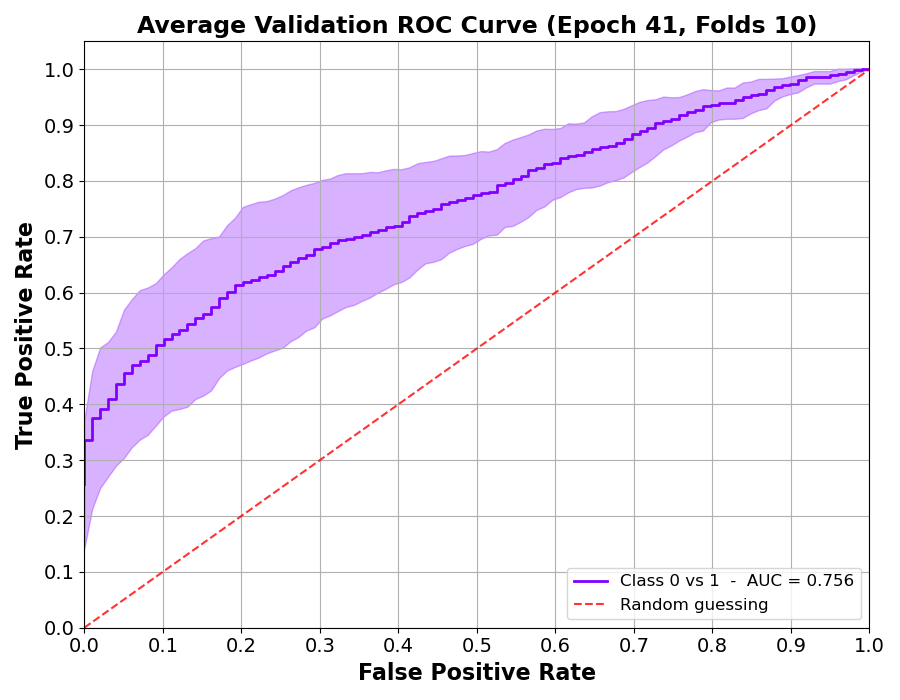 Average Validation ROC Curve (Epoch 41, Folds 10)
True Positive Rate
1.0
0.9
0.8
0.7
0.6
0.5
0.4
0.3
0.2
0.1
0.0
Class 0 vs 1 - AUC = 0.756
Random guessing
0.0 0.1 0.2 0.3 0.4 0.5 0.6 0.7 0.8 0.9 1.0
False Positive Rate